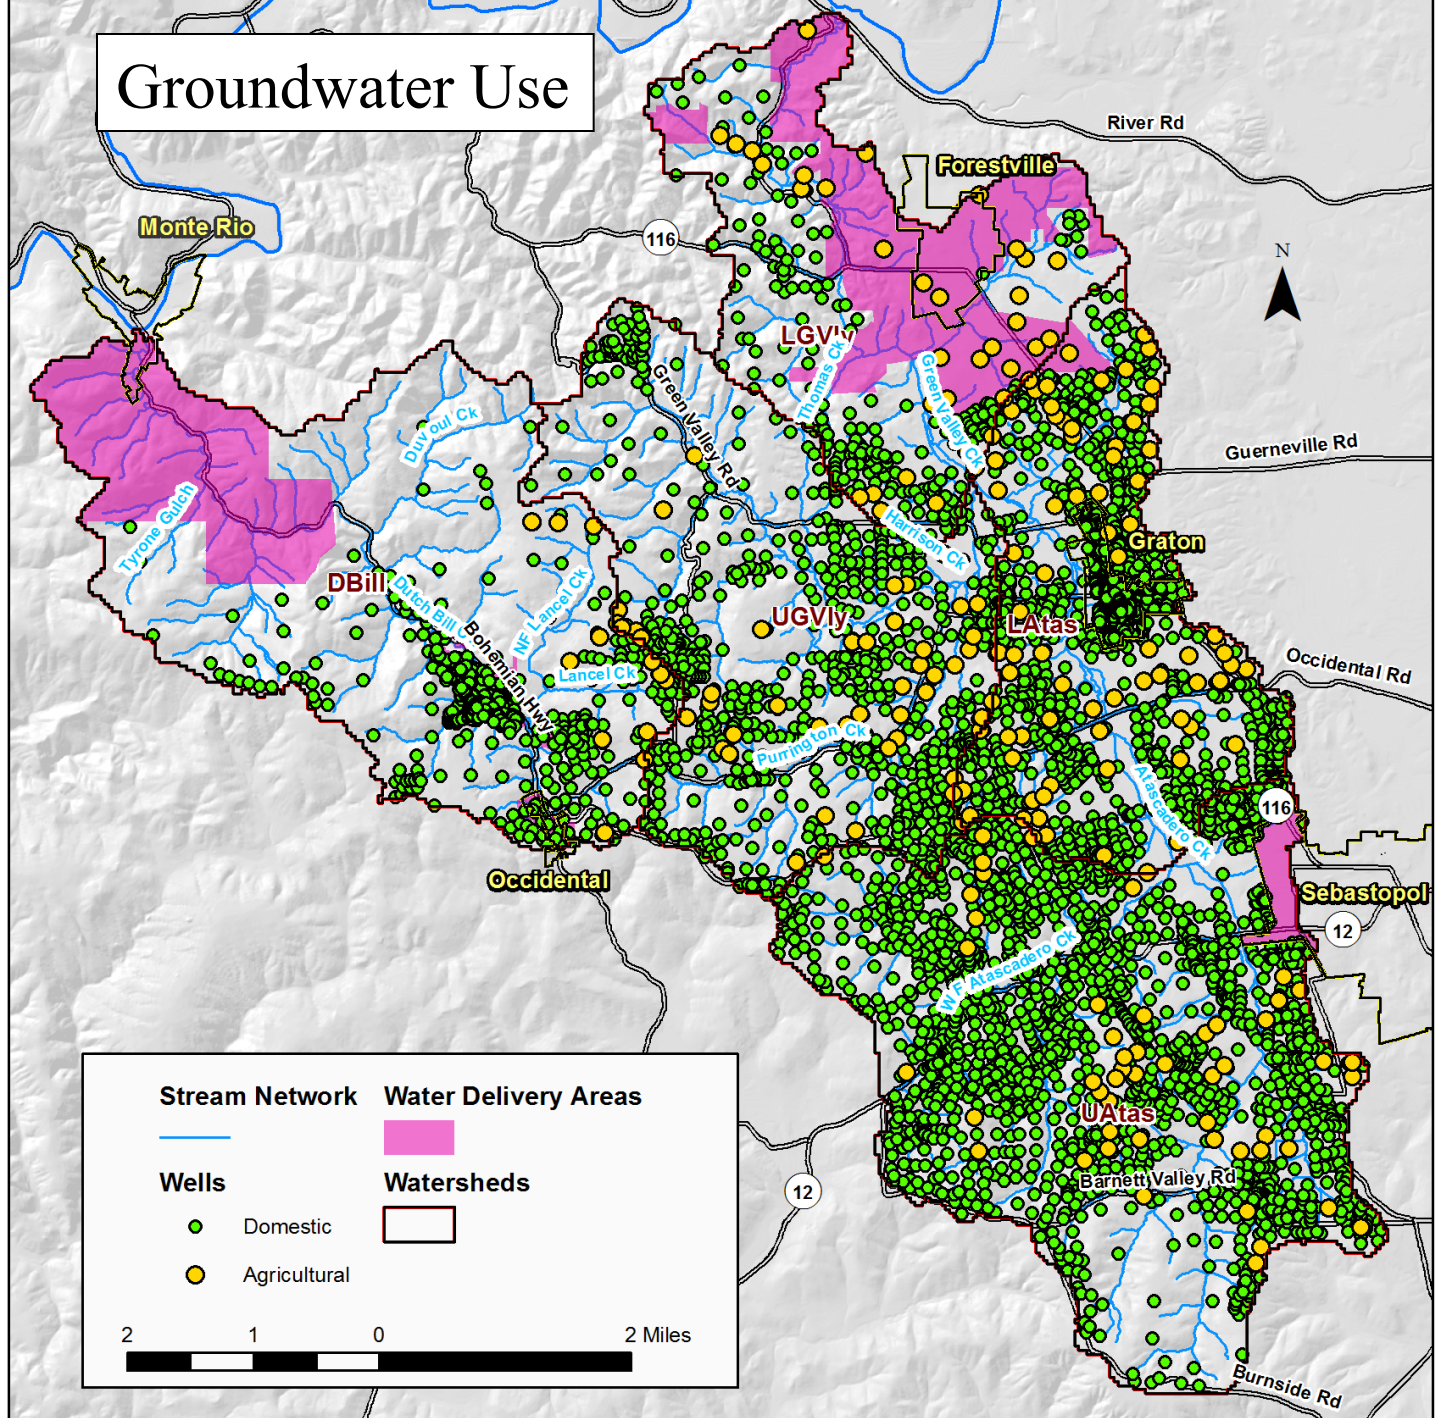 Groundwater Use
River Rd
Forestville
Monte Rio
116
N
LGVly
Thomas Ck
Green Valley Ck
Green Valley Rd
Duvoul Ck
Guerneville Rd
Tyrone Gulch
Harrison Ck
Graton
DBill
Dutch Bill
NF Lancel Ck
UGVly
LAtas
Bohemian Hwy
Lancel Ck
Occidental Rd
Purrington Ck
Atascadero Ck
116
Occidental
Sebastopol
12
W F Atascadero Ck
UAtas
Barnett Valley Rd
12
Burnside Rd
Stream Network
Water Delivery Areas
Wells
Watersheds
Domestic
Agricultural
2 1 0 2 Miles